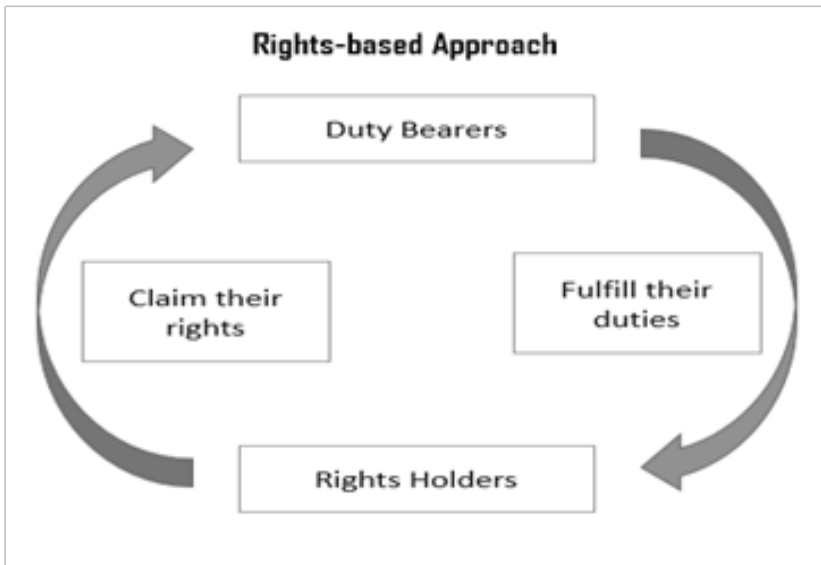 Rights-based Approach
Duty Bearers
Claim their
rights
Fulfill their
duties
Rights Holders